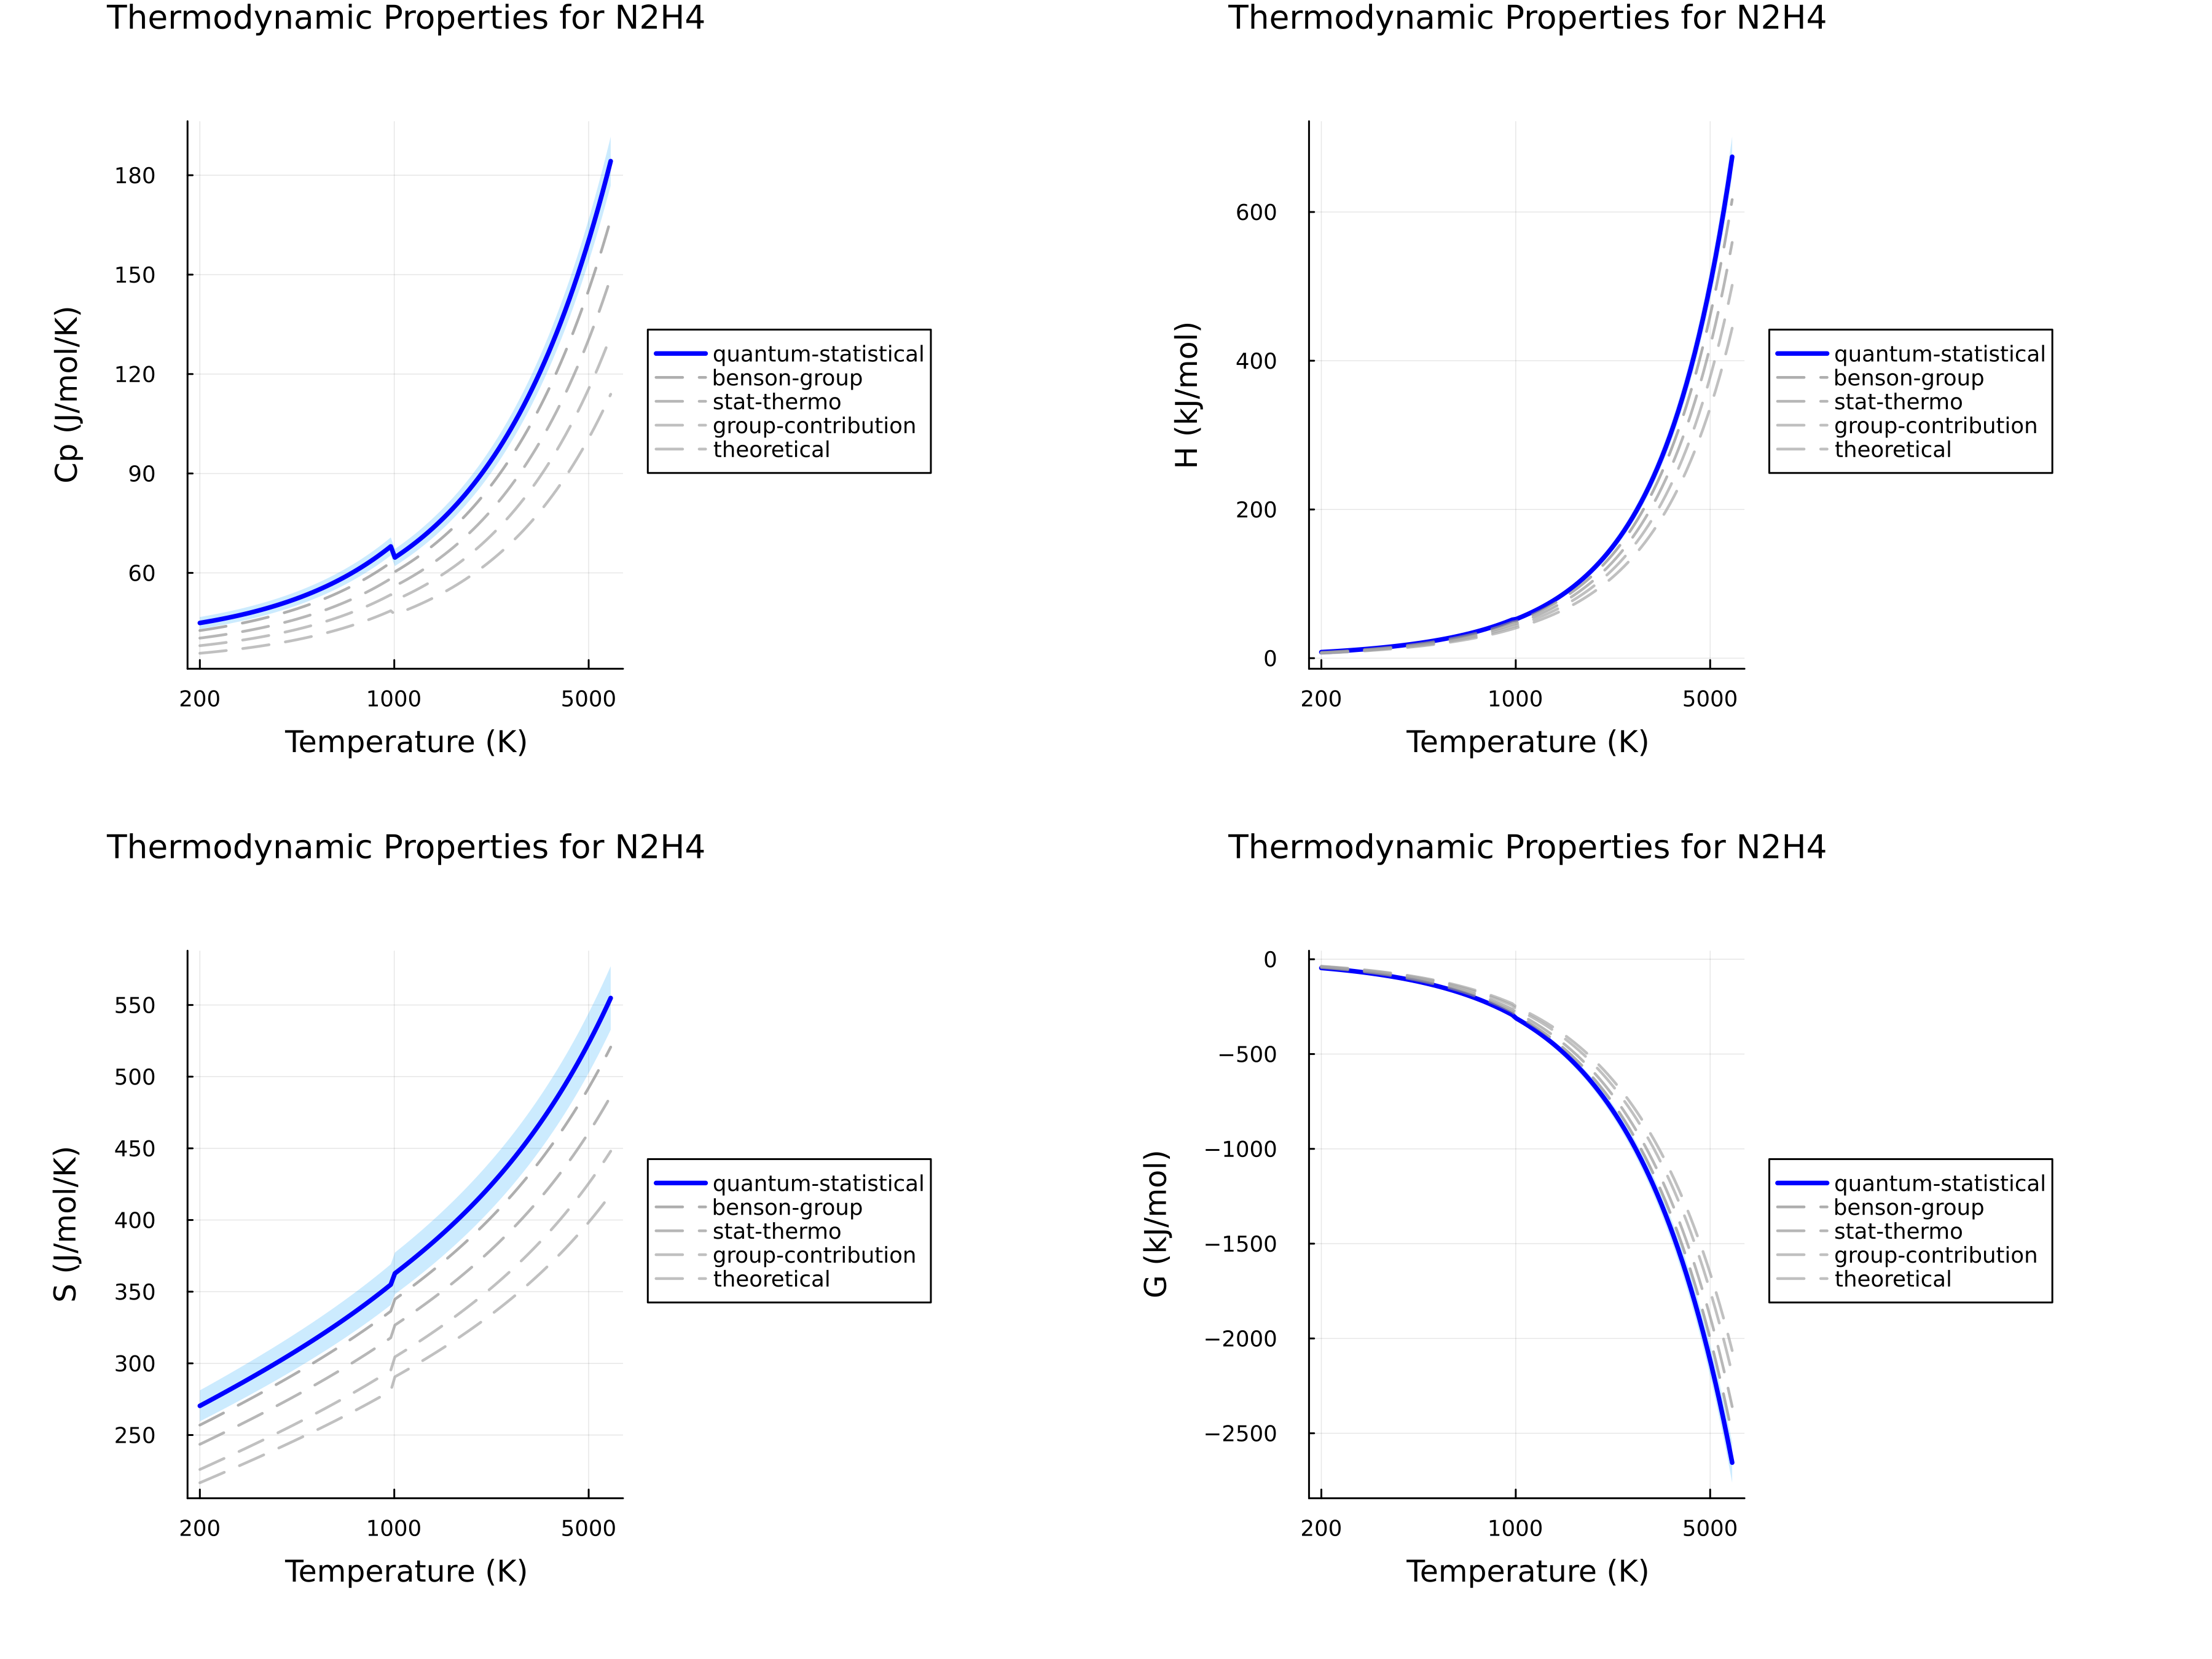 Thermodynamic Properties for N2H4
Cp (J/mol/K)
180
150
120
90
60
200
1000
5000
Temperature (K)
quantum-statistical
benson-group
stat-thermo
group-contribution
theoretical
Thermodynamic Properties for N2H4
H (kJ/mol)
600
400
200
0
200
1000
5000
Temperature (K)
quantum-statistical
benson-group
stat-thermo
group-contribution
theoretical
Thermodynamic Properties for N2H4
S (J/mol/K)
550
500
450
400
350
300
250
200
1000
5000
Temperature (K)
quantum-statistical
benson-group
stat-thermo
group-contribution
theoretical
Thermodynamic Properties for N2H4
G (kJ/mol)
0
−500
−1000
−1500
−2000
−2500
200
1000
5000
Temperature (K)
quantum-statistical
benson-group
stat-thermo
group-contribution
theoretical